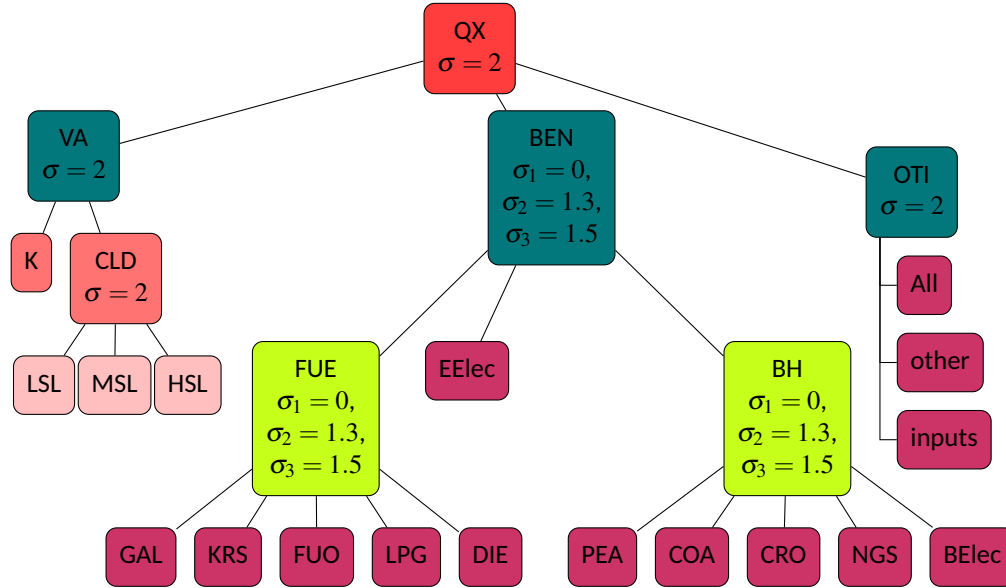 QX
σ = 2
VA
σ = 2
BEN
σ₁ = 0,
σ₂ = 1.3,
σ₃ = 1.5
OTI
σ = 2
K
CLD
σ = 2
All
LSL
MSL
HSL
FUE
σ₁ = 0,
σ₂ = 1.3,
σ₃ = 1.5
EElec
BH
σ₁ = 0,
σ₂ = 1.3,
σ₃ = 1.5
other
inputs
GAL
KRS
FUO
LPG
DIE
PEA
COA
CRO
NGS
BElec